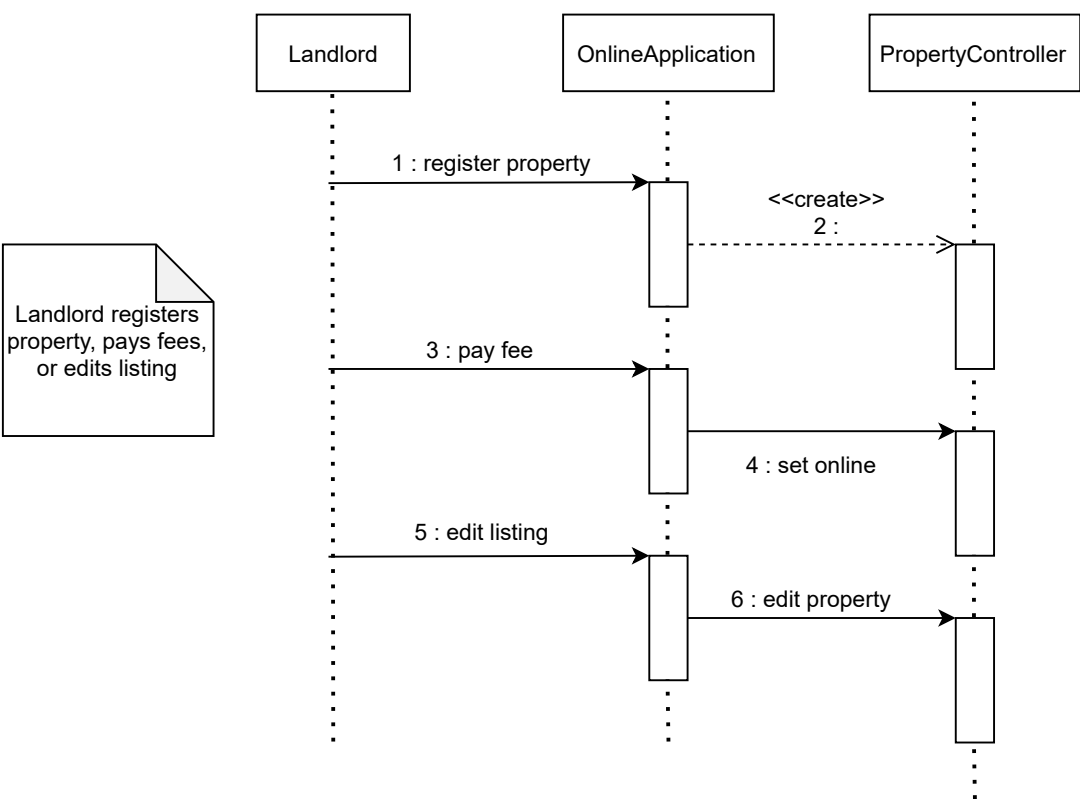 Landlord
OnlineApplication
PropertyController
1 : register property
<<create>>
2 :
Landlord registers
property, pays fees,
or edits listing
3 : pay fee
4 : set online
5 : edit listing
6 : edit property